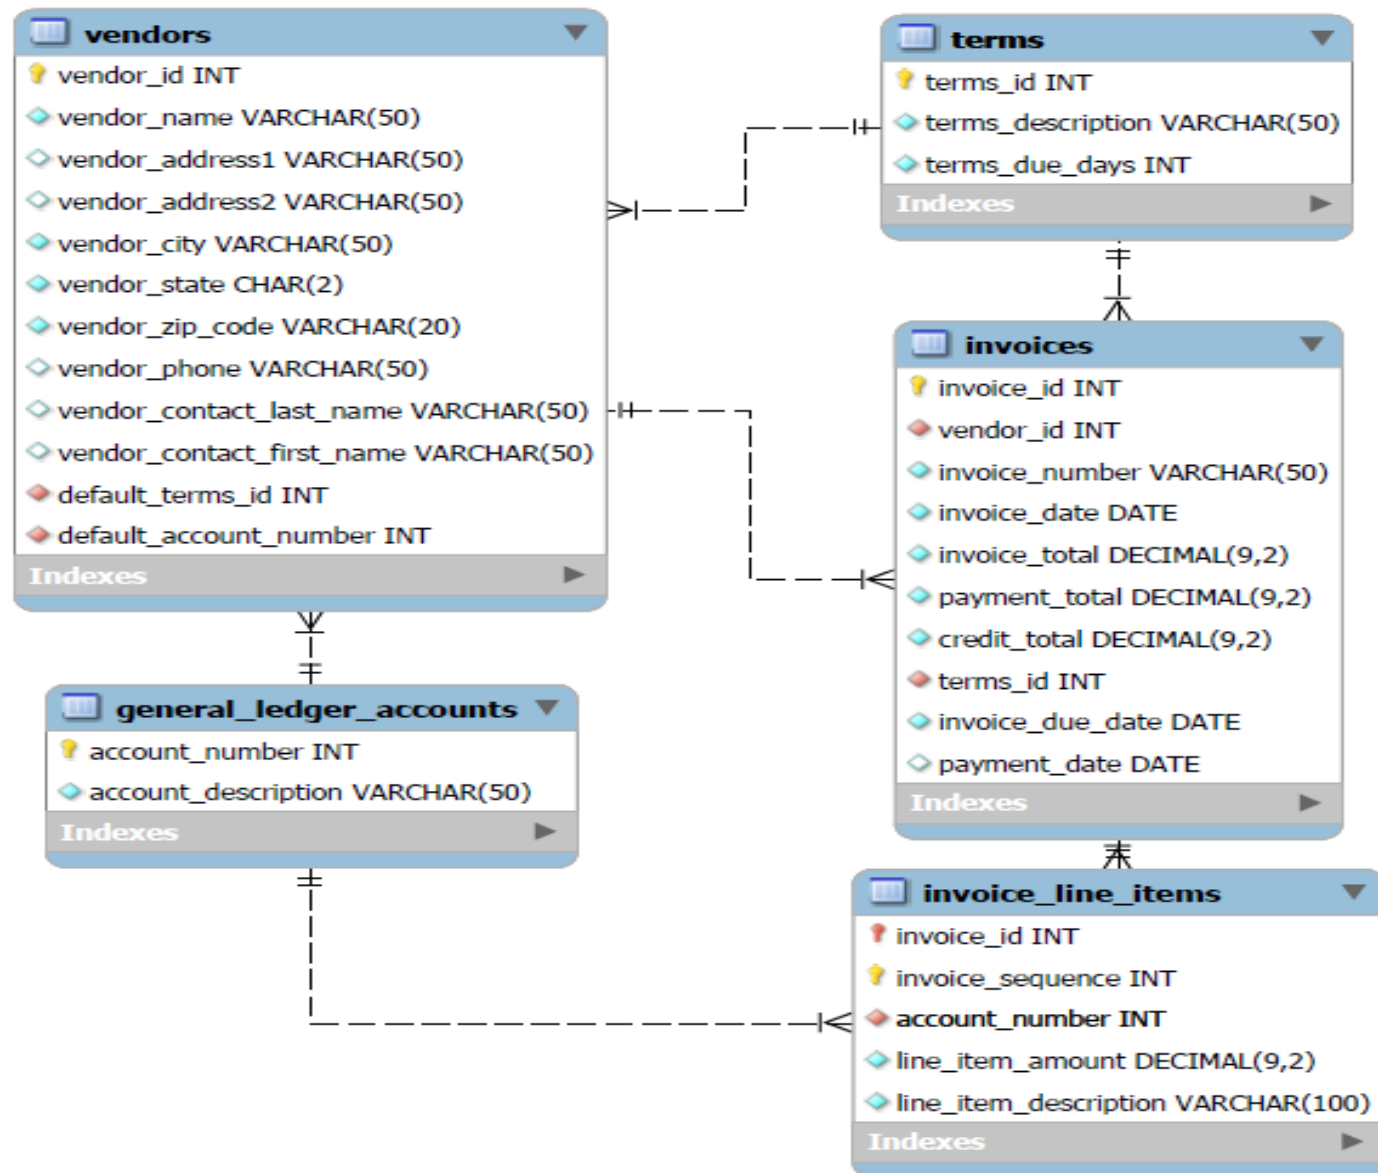 vendors
vendor_id INT
vendor_name VARCHAR(50)
vendor_address1 VARCHAR(50)
vendor_address2 VARCHAR(50)
vendor_city VARCHAR(50)
vendor_state CHAR(2)
vendor_zip_code VARCHAR(20)
vendor_phone VARCHAR(50)
vendor_contact_last_name VARCHAR(50)
vendor_contact_first_name VARCHAR(50)
default_terms_id INT
default_account_number INT
Indexes
terms
terms_id INT
terms_description VARCHAR(50)
terms_due_days INT
Indexes
invoices
invoice_id INT
vendor_id INT
invoice_number VARCHAR(50)
invoice_date DATE
invoice_total DECIMAL(9,2)
payment_total DECIMAL(9,2)
credit_total DECIMAL(9,2)
terms_id INT
invoice_due_date DATE
payment_date DATE
Indexes
general_ledger_accounts
account_number INT
account_description VARCHAR(50)
Indexes
invoice_line_items
invoice_id INT
invoice_sequence INT
account_number INT
line_item_amount DECIMAL(9,2)
line_item_description VARCHAR(100)
Indexes